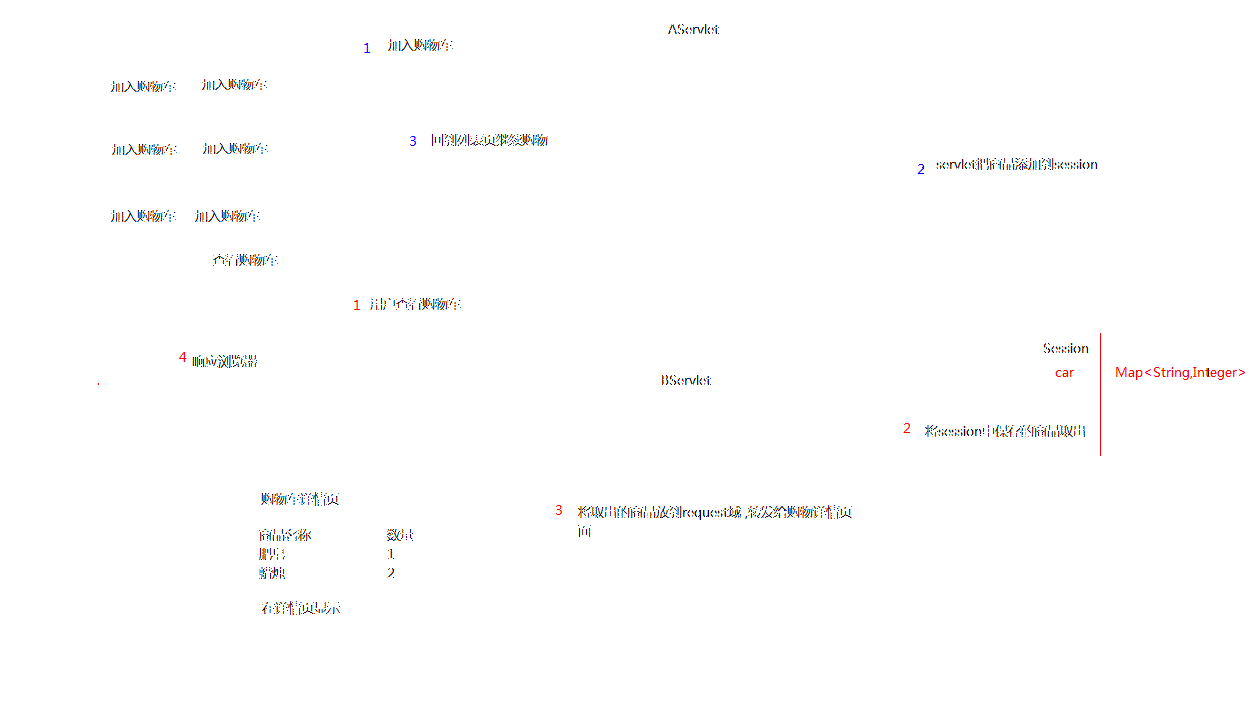 AServlet
1 加入购物车
加入购物车 加入购物车
3 回到列表页继续购物
加入购物车 加入购物车
2 servlet把商品添加到session
加入购物车 加入购物车
查看购物车
1 用户查看购物车
Session
4 响应浏览器
car Map<String,Integer>
BServlet
2 将session中保存的商品取出
购物车详情页
3 将取出的商品放到request域,转发给购物详情页
面
商品名称 数量
肥皂 1
蜡烛 2
在详情页显示